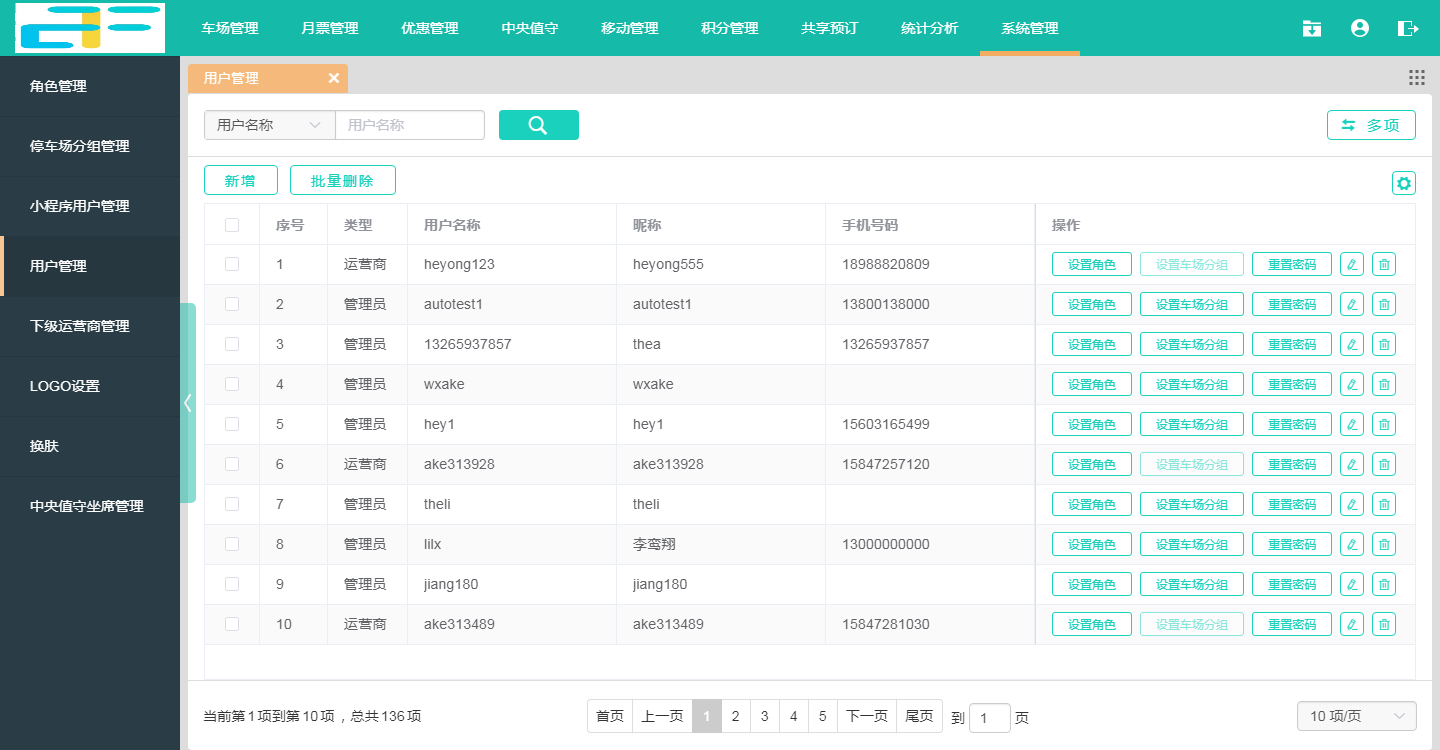 车场管理 月票管理 优惠管理 中央值守 移动管理 积分管理 共享预订 统计分析 系统管理
角色管理
停车场分组管理
小程序用户管理
用户管理
下级运营商管理
LOGO设置
换肤
中央值守坐席管理
用户管理
用户名称 用户名称 多项
新增 批量删除
序号 类型 用户名称 昵称 手机号码 操作
1 运营商 heyong123 heyong555 18988820809 设置角色 设置车场分组 重置密码
2 管理员 autotest1 autotest1 13800138000 设置角色 设置车场分组 重置密码
3 管理员 13265937857 thea 13265937857 设置角色 设置车场分组 重置密码
4 管理员 wxake wxake 设置角色 设置车场分组 重置密码
5 管理员 hey1 hey1 15603165499 设置角色 设置车场分组 重置密码
6 运营商 ake313928 ake313928 15847257120 设置角色 设置车场分组 重置密码
7 管理员 theli theli 设置角色 设置车场分组 重置密码
8 管理员 lilx 李鸾翔 13000000000 设置角色 设置车场分组 重置密码
9 管理员 jiang180 jiang180 设置角色 设置车场分组 重置密码
10 运营商 ake313489 ake313489 15847281030 设置角色 设置车场分组 重置密码
当前第1项到第10项，总共136项 首页 上一页 1 2 3 4 5 下一页 尾页 到 1 页 10 项/页